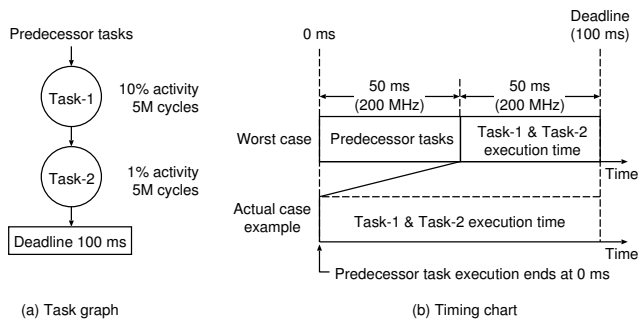 Predecessor tasks
Task-1
10% activity
5M cycles
Task-2
1% activity
5M cycles
Deadline 100 ms
(a) Task graph
0 ms
Deadline
(100 ms)
50 ms
(200 MHz)
50 ms
(200 MHz)
Worst case
Predecessor tasks
Task-1 & Task-2
execution time
Time
Actual case
example
Task-1 & Task-2 execution time
Time
Predecessor task execution ends at 0 ms
(b) Timing chart